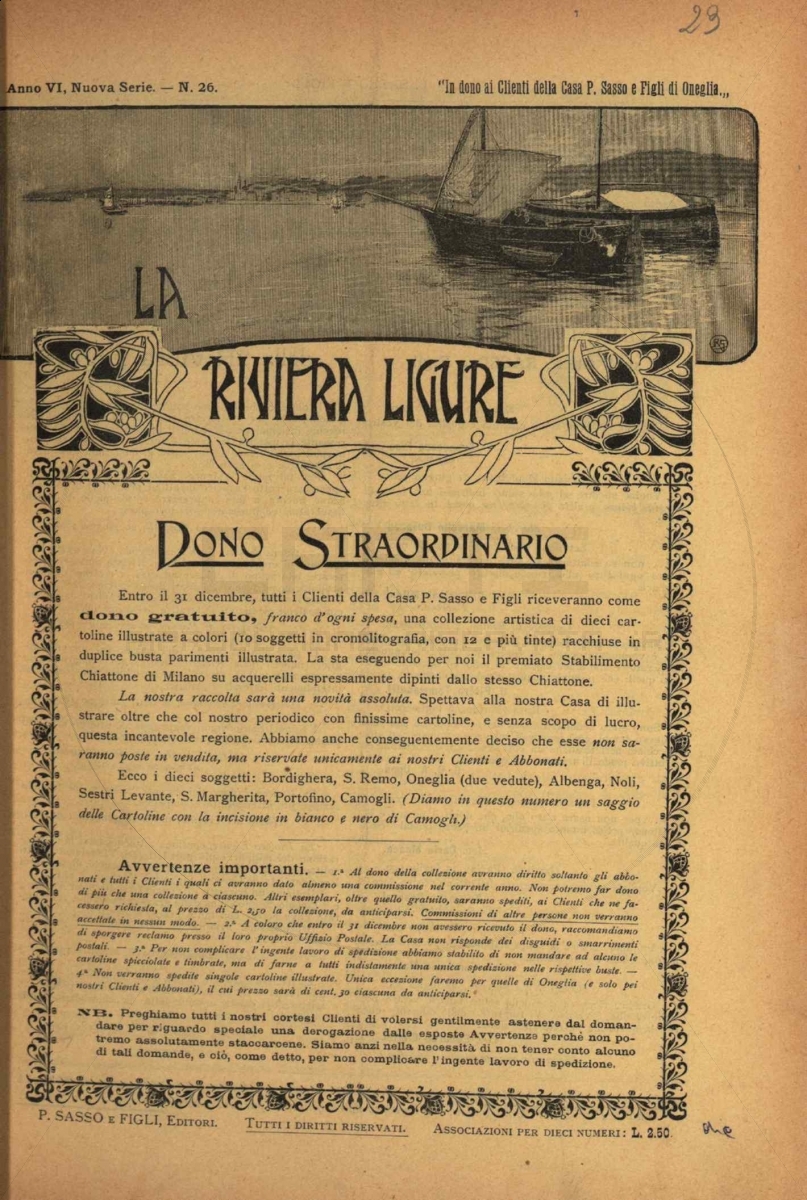 23
Anno VI, Nuova Serie. — N. 26.
"In dono ai Clienti della Casa P. Sasso e Figli di Oneglia.„
LA
RIVIERA LIGURE
DONO STRAORDINARIO
Entro il 31 dicembre, tutti i Clienti della Casa P. Sasso e Figli riceveranno come
dono gratuito, franco d'ogni spesa, una collezione artistica di dieci car-
toline illustrate a colori (10 soggetti in cromolitografia, con 12 e più tinte) racchiuse in
duplice busta parimenti illustrata. La sta eseguendo per noi il premiato Stabilimento
Chiattone di Milano su acquerelli espressamente dipinti dallo stesso Chiattone.
La nostra raccolta sarà una novità assoluta. Spettava alla nostra Casa di illu-
strare oltre che col nostro periodico con finissime cartoline, e senza scopo di lucro,
questa incantevole regione. Abbiamo anche conseguentemente deciso che esse non sa-
ranno poste in vendita, ma riservate unicamente ai nostri Clienti e Abbonati.
Ecco i dieci soggetti: Bordighera, S. Remo, Oneglia (due vedute), Albenga, Noli,
Sestri Levante, S. Margherita, Portofino, Camogli. (Diamo in questo numero un saggio
delle Cartoline con la incisione in bianco e nero di Camogli.)
Avvertenze importanti. — 1.ª Al dono della collezione avranno diritto soltanto gli abbo-
nati e tutti i Clienti i quali ci avranno dato almeno una commissione nel corrente anno. Non potremo far dono
di più che una collezione a ciascuno. Altri esemplari, oltre quello gratuito, saranno spediti, ai Clienti che ne fa-
cessero richiesta, al prezzo di L. 2,50 la collezione, da anticiparsi. Commissioni di altre persone non verranno
accettate in nessun modo. — 2.ª A coloro che entro il 31 dicembre non avessero ricevuto il dono, raccomandiamo
di sporgere reclamo presso il loro proprio Uffizio Postale. La Casa non risponde dei disguidi o smarrimenti
postali. — 3.ª Per non complicare l'ingente lavoro di spedizione abbiamo stabilito di non mandare ad alcuno le
cartoline spicciolate e timbrate, ma di farne a tutti indistamente una unica spedizione nelle rispettive buste. —
4.ª Non verranno spedite singole cartoline illustrate. Unica eccezione faremo per quelle di Oneglia (e solo pei
nostri Clienti e Abbonati), il cui prezzo sarà di cent. 30 ciascuna da anticiparsi.
NB. Preghiamo tutti i nostri cortesi Clienti di volersi gentilmente astenere dal doman-
dare per riguardo speciale una derogazione dalle esposte Avvertenze perchè non po-
tremo assolutamente staccarcene. Siamo anzi nella necessità di non tener conto alcuno
di tali domande, e ciò, come detto, per non complicare l'ingente lavoro di spedizione.
P. SASSO E FIGLI, EDITORI. TUTTI I DIRITTI RISERVATI. ASSOCIAZIONI PER DIECI NUMERI: L. 2.50.